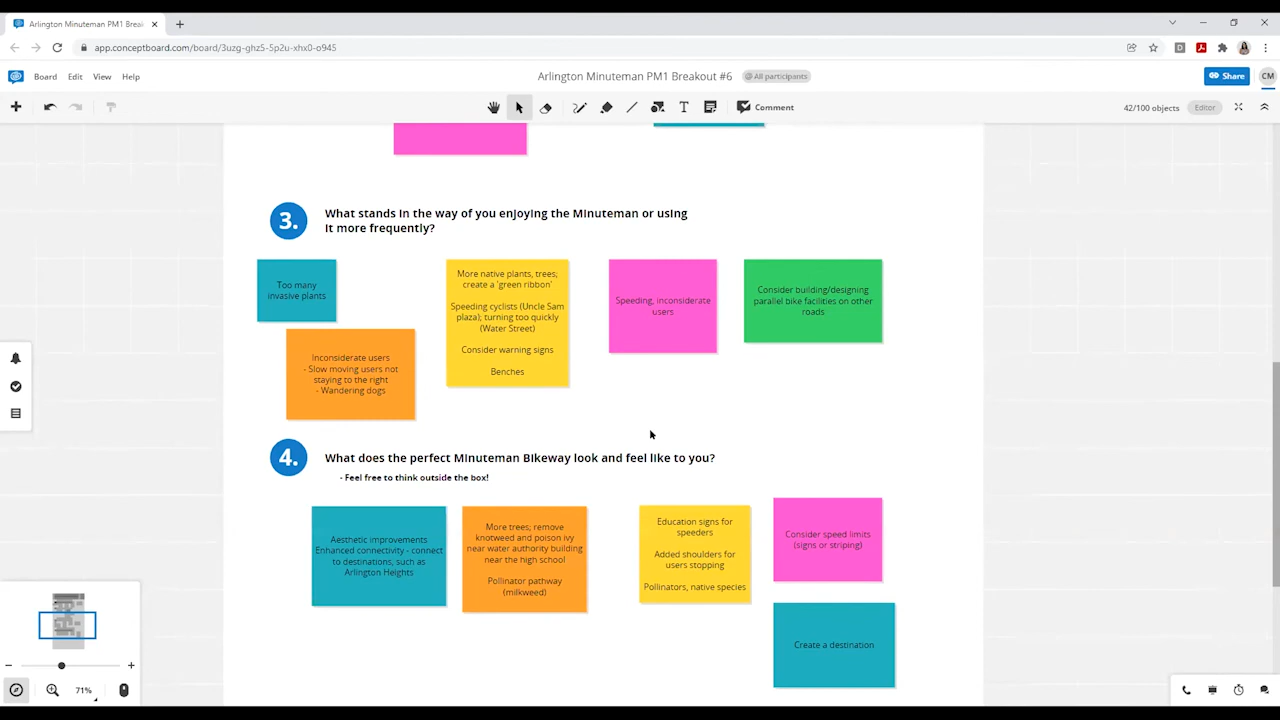 Arlington Minuteman PM1 Brea
app.conceptboard.com/board/3uzg-ghz5-5p2u-xhx0-o945
Board
Edit
View
Help
Arlington Minuteman PM1 Breakout #6
@ All participants
Share
CM
Comment
42/100 objects
Editor
3.
What stands in the way of you enjoying the Minuteman or using
it more frequently?
Too many
invasive plants
Inconsiderate users
- Slow moving users not
staying to the right
- Wandering dogs
More native plants, trees;
create a 'green ribbon'
Speeding cyclists (Uncle Sam
plaza); turning too quickly
(Water Street)
Consider warning signs
Benches
Speeding, inconsiderate
users
Consider building/designing
parallel bike facilities on other
roads
4.
What does the perfect Minuteman Bikeway look and feel like to you?
- Feel free to think outside the box!
Aesthetic improvements
Enhanced connectivity - connect
to destinations, such as
Arlington Heights
More trees; remove
knotweed and poison ivy
near water authority building
near the high school
Pollinator pathway
(milkweed)
Education signs for
speeders
Added shoulders for
users stopping
Pollinators, native species
Consider speed limits
(signs or striping)
Create a destination
71%